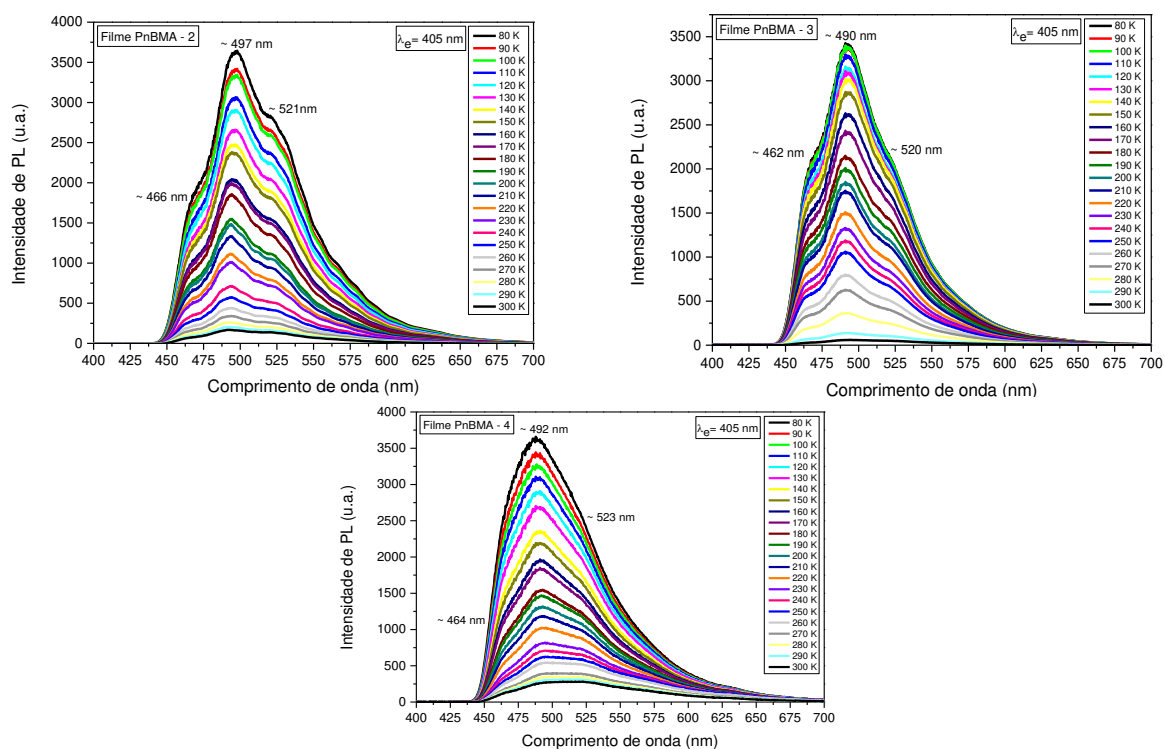 Filme PnBMA - 2
~ 497 nm
λe= 405 nm
~ 521nm
~ 466 nm
80 K
90 K
100 K
110 K
120 K
130 K
140 K
150 K
160 K
170 K
180 K
190 K
200 K
210 K
220 K
230 K
240 K
250 K
260 K
270 K
280 K
290 K
300 K
4000
3500
3000
2500
2000
1500
1000
500
0
Intensidade de PL (u.a.)
400 425 450 475 500 525 550 575 600 625 650 675 700
Comprimento de onda (nm)
Filme PnBMA - 3
~ 490 nm
λe= 405 nm
~ 462 nm
~ 520 nm
80 K
90 K
100 K
110 K
120 K
130 K
140 K
150 K
160 K
170 K
180 K
190 K
200 K
210 K
220 K
230 K
240 K
250 K
260 K
270 K
280 K
290 K
300 K
3500
3000
2500
2000
1500
1000
500
0
Intensidade de PL (u.a.)
400 425 450 475 500 525 550 575 600 625 650 675 700
Comprimento de onda (nm)
Filme PnBMA - 4
~ 492 nm
λe= 405 nm
~ 523 nm
~ 464 nm
80 K
90 K
100 K
110 K
120 K
130 K
140 K
150 K
160 K
170 K
180 K
190 K
200 K
210 K
220 K
230 K
240 K
250 K
260 K
270 K
280 K
290 K
300 K
4000
3500
3000
2500
2000
1500
1000
500
0
Intensidade de PL (u.a.)
400 425 450 475 500 525 550 575 600 625 650 675 700
Comprimento de onda (nm)